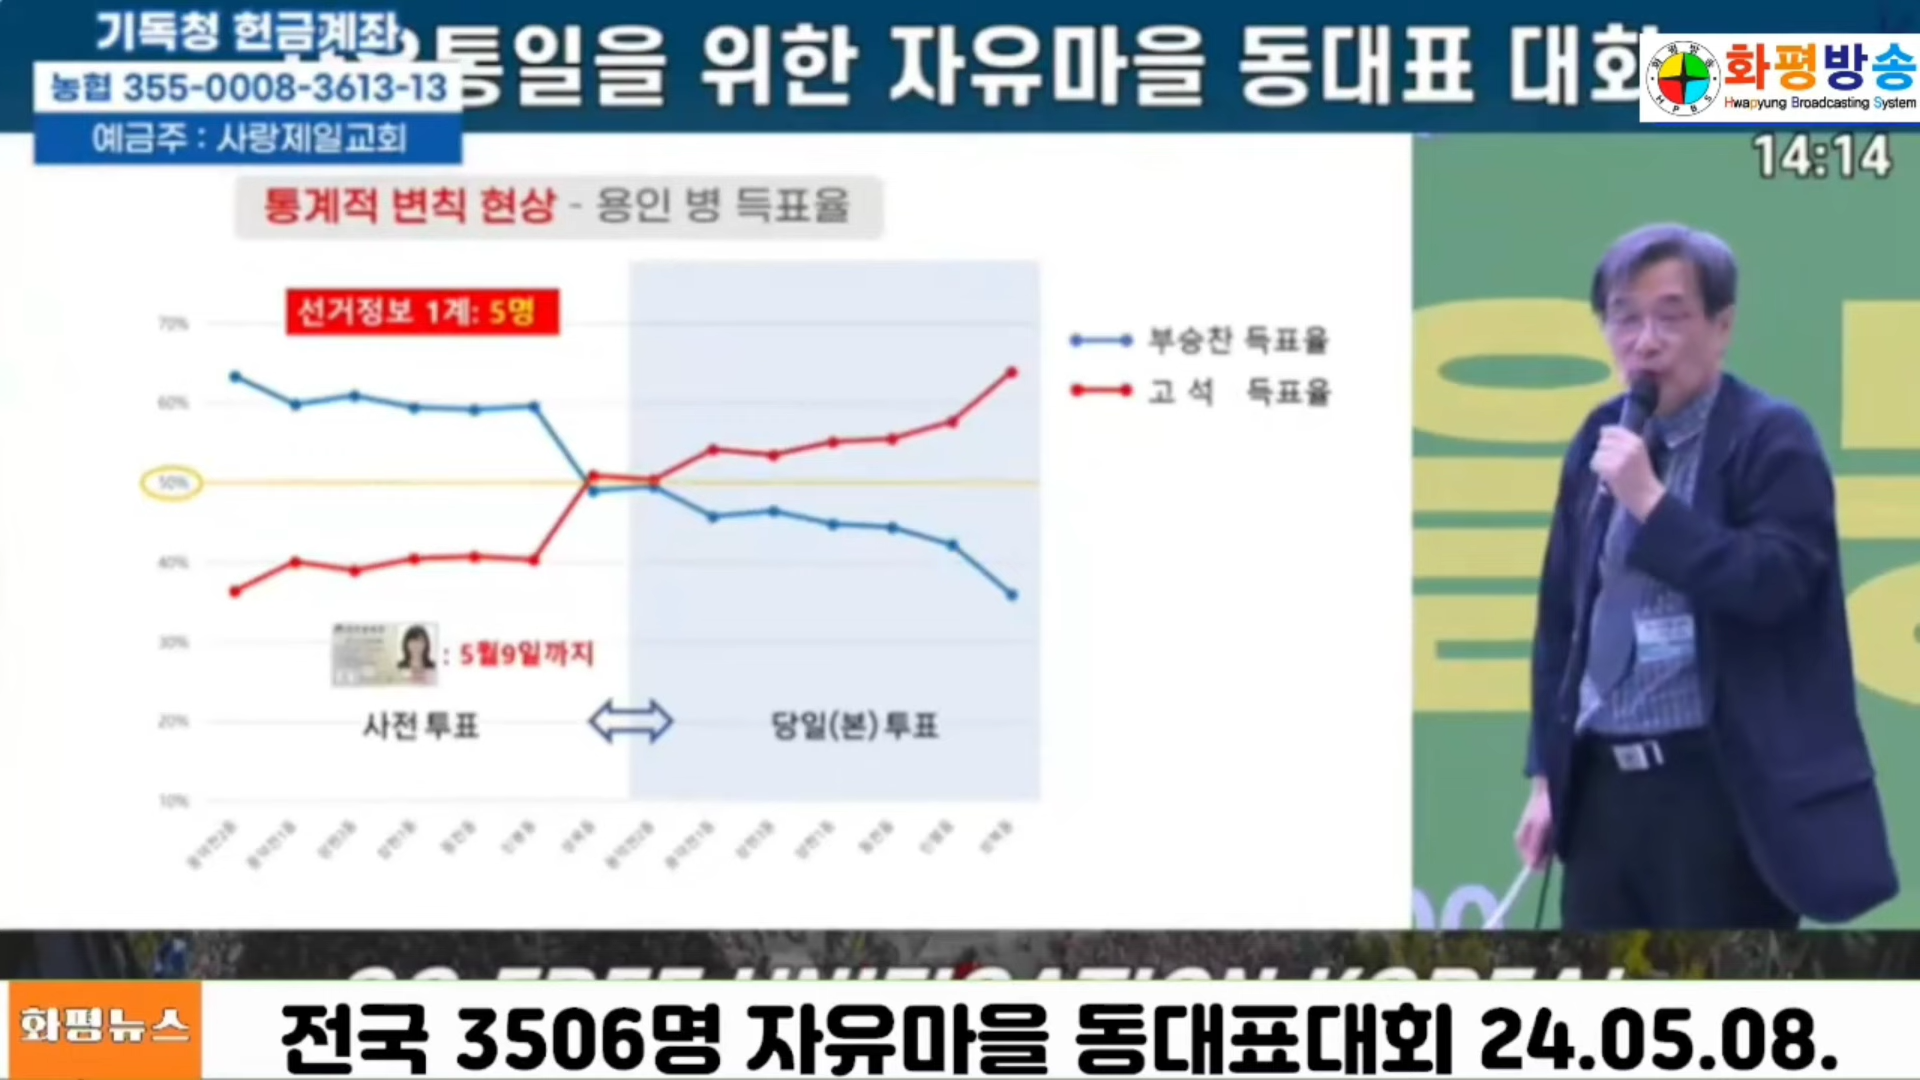 기독청 헌금계좌
통일을 위한 자유마을 동대표 대회
농협 355-0008-3613-13
예금주 : 사랑제일교회
화평방송
Hwapyung Broadcasting System
14:14
통계적 변칙 현상 - 용인 병 득표율
선거정보 1계: 5명
부승찬 득표율
고 석 득표율
70%
60%
50%
40%
30%
20%
10%
: 5월9일까지
사전 투표
당일(본) 투표
화평뉴스
전국 3506명 자유마을 동대표대회 24.05.08.